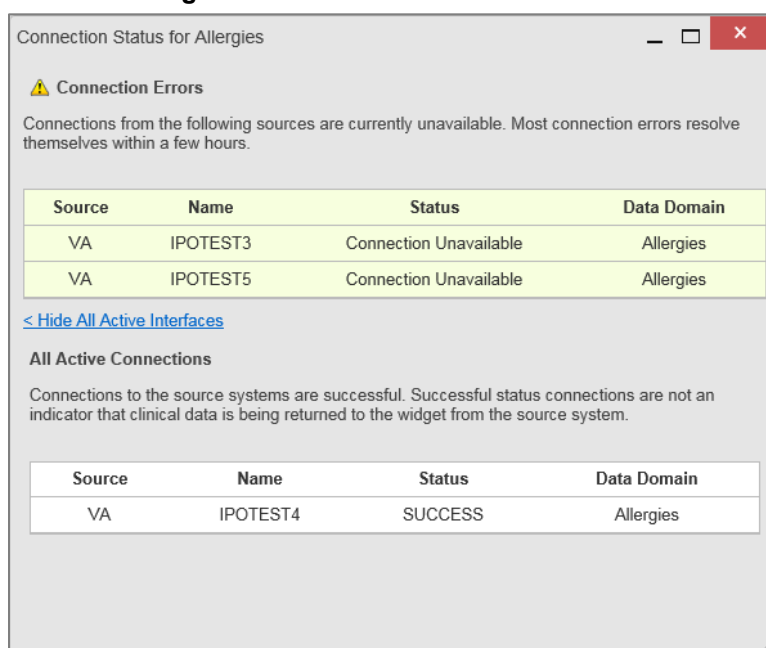 Connection Status for Allergies
Connection Errors
Connections from the following sources are currently unavailable. Most connection errors resolve
themselves within a few hours.
Source Name Status Data Domain
VA IPOTEST3 Connection Unavailable Allergies
VA IPOTEST5 Connection Unavailable Allergies
< Hide All Active Interfaces
All Active Connections
Connections to the source systems are successful. Successful status connections are not an
indicator that clinical data is being returned to the widget from the source system.
Source Name Status Data Domain
VA IPOTEST4 SUCCESS Allergies